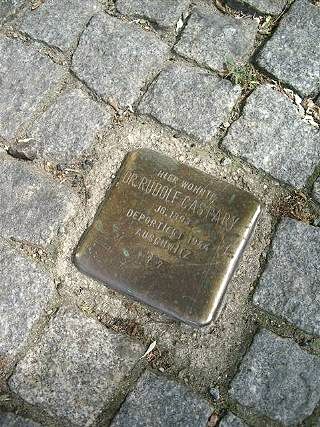 HIER WOHNTE
DR. RUDOLF CASPARY
JG.
DEPORTIERT
AUSCHWITZ